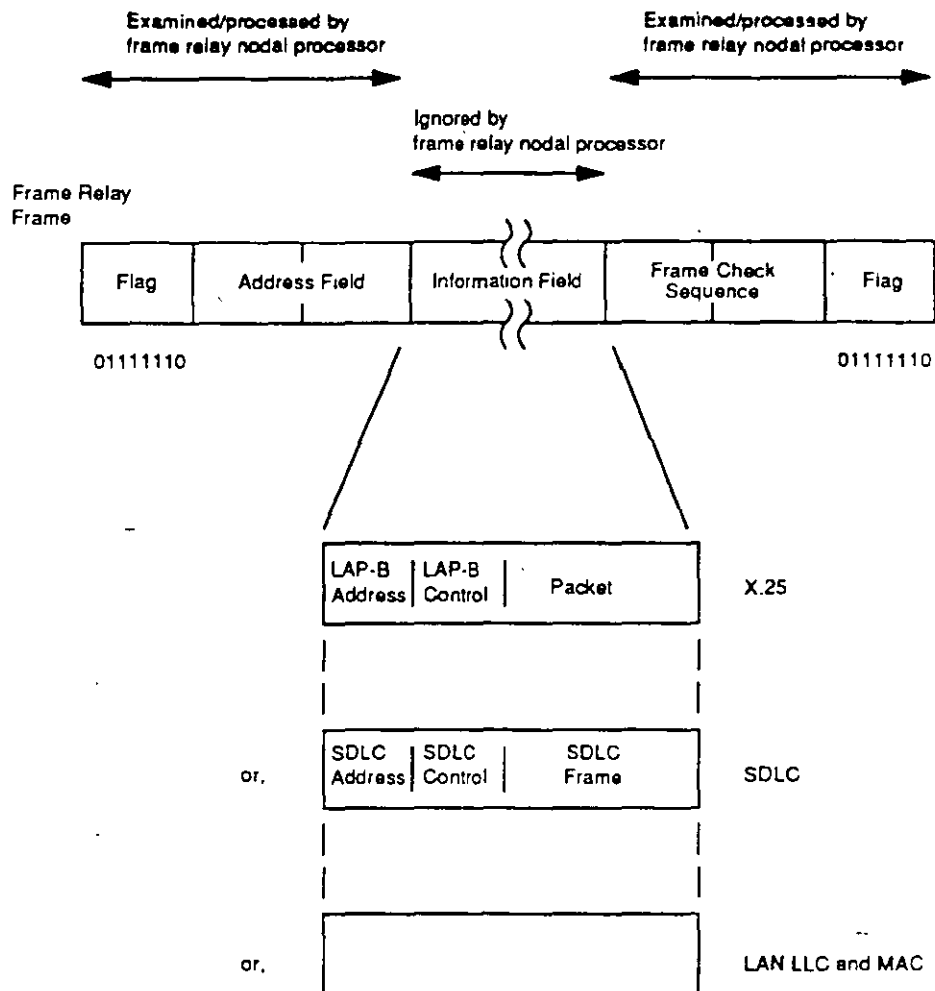 Examined/processed by
frame relay nodal processor
Examined/processed by
frame relay nodal processor
Ignored by
frame relay nodal processor
Frame Relay
Frame
Flag
Address Field
Information Field
Frame Check
Sequence
Flag
01111110
01111110
LAP-B
Address
LAP-B
Control
Packet
X.25
or,
SDLC
Address
SDLC
Control
SDLC
Frame
SDLC
or,
LAN LLC and MAC